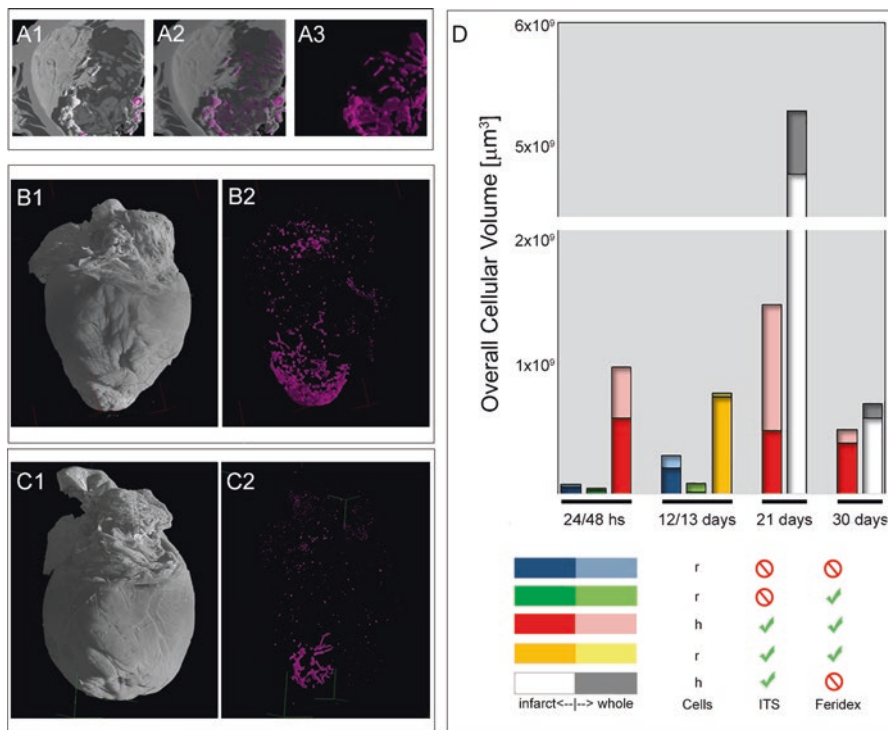 A1
A2
A3
B1
B2
C1
C2
D
Overall Cellular Volume [µm³]
6x10⁹
5x10⁹
2x10⁹
1x10⁹
24/48 hs
12/13 days
21 days
30 days
r
r
h
r
h
infarct<--|--> whole
Cells
ITS
Feridex